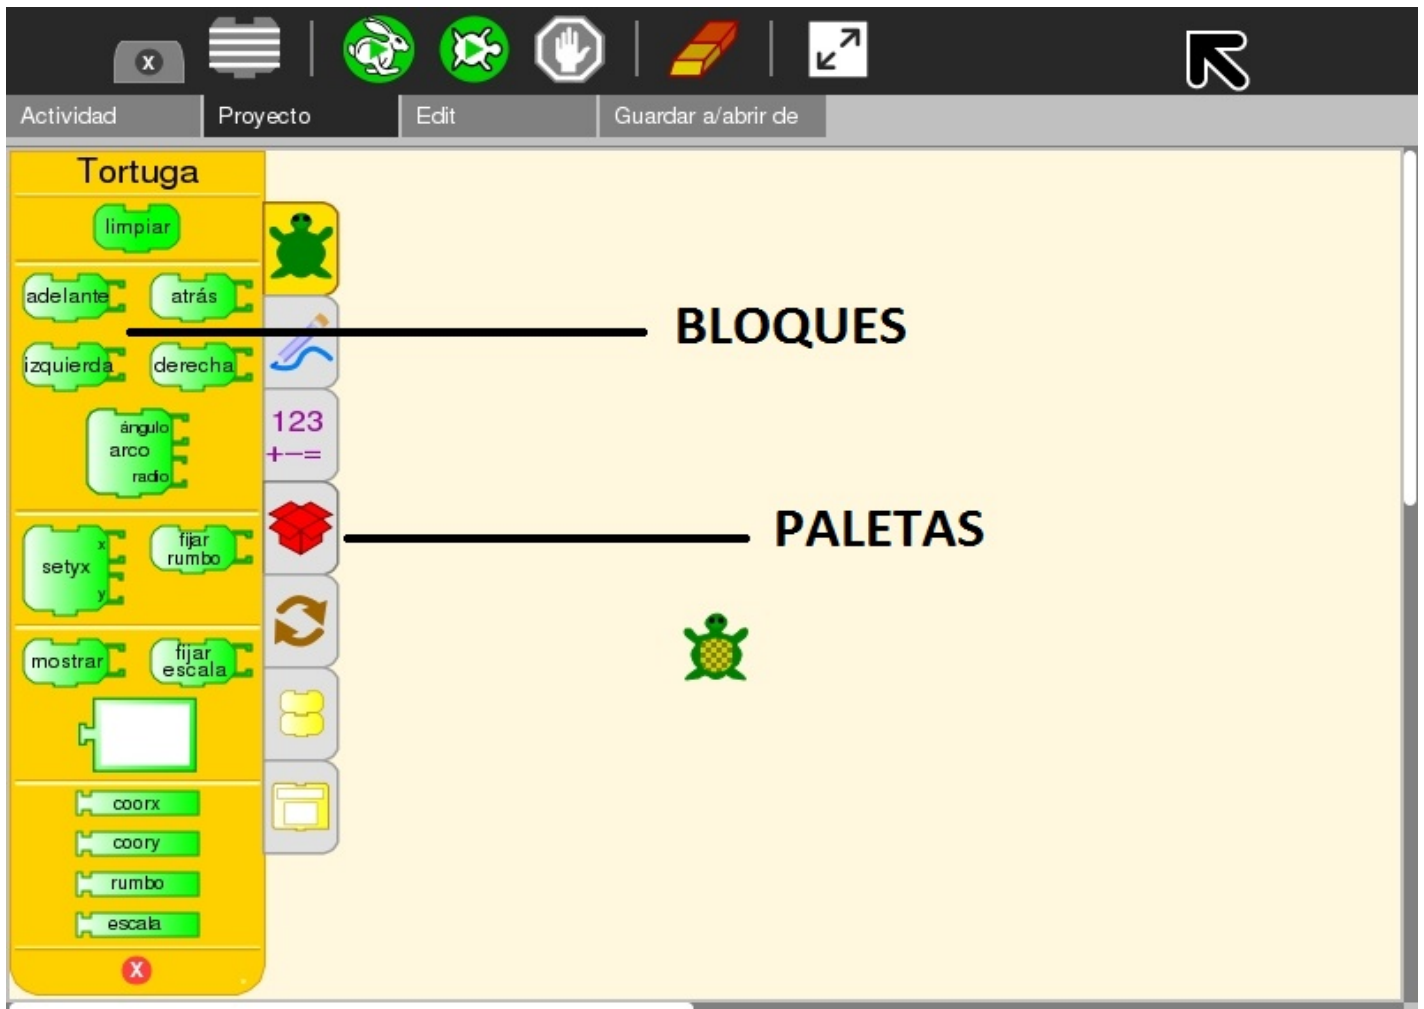 x
Actividad
Proyecto
Edit
Guardar a/abrir de
Tortuga
limpiar
adelante
atrás
BLOQUES
izquierda
derecha
123
+−=
ángulo
arco
radio
PALETAS
x
setyx
y
fijar
rumbo
mostrar
fijar
escala
coorx
coory
rumbo
escala
X